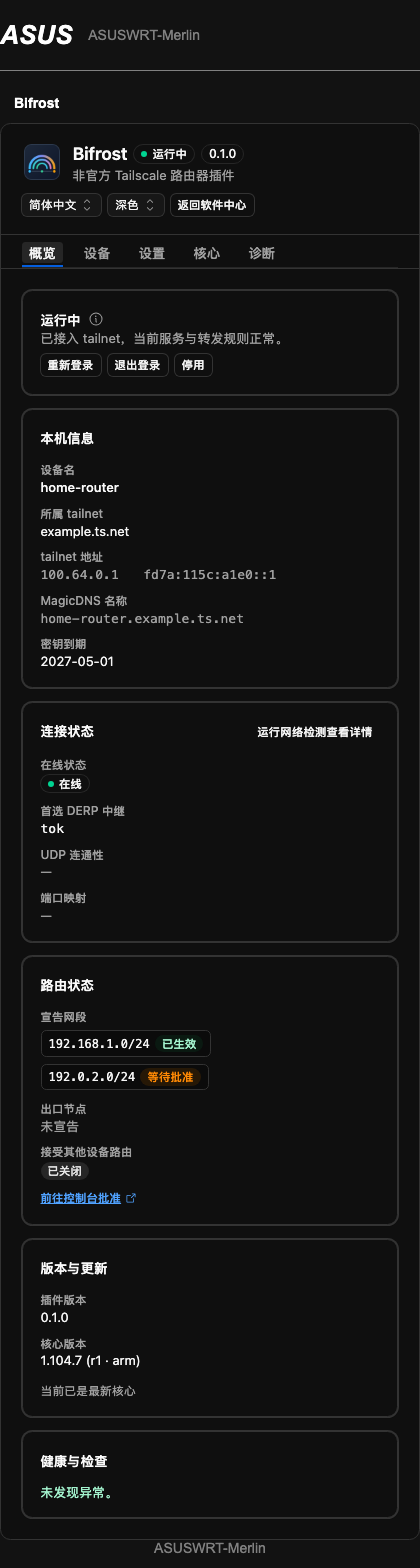 ASUS ASUSWRT-Merlin
Bifrost
Bifrost 运行中 0.1.0
非官方 Tailscale 路由器插件
简体中文 深色 返回软件中心
概览 设备 设置 核心 诊断
运行中
已接入 tailnet，当前服务与转发规则正常。
重新登录 退出登录 停用
本机信息
设备名
home-router
所属 tailnet
example.ts.net
tailnet 地址
100.64.0.1 fd7a:115c:a1e0::1
MagicDNS 名称
home-router.example.ts.net
密钥到期
2027-05-01
连接状态 运行网络检测查看详情
在线状态
在线
首选 DERP 中继
tok
UDP 连通性
—
端口映射
—
路由状态
宣告网段
192.168.1.0/24 已生效
192.0.2.0/24 等待批准
出口节点
未宣告
接受其他设备路由
已关闭
前往控制台批准
版本与更新
插件版本
0.1.0
核心版本
1.104.7 (r1 · arm)
当前已是最新核心
健康与检查
未发现异常。
ASUSWRT-Merlin